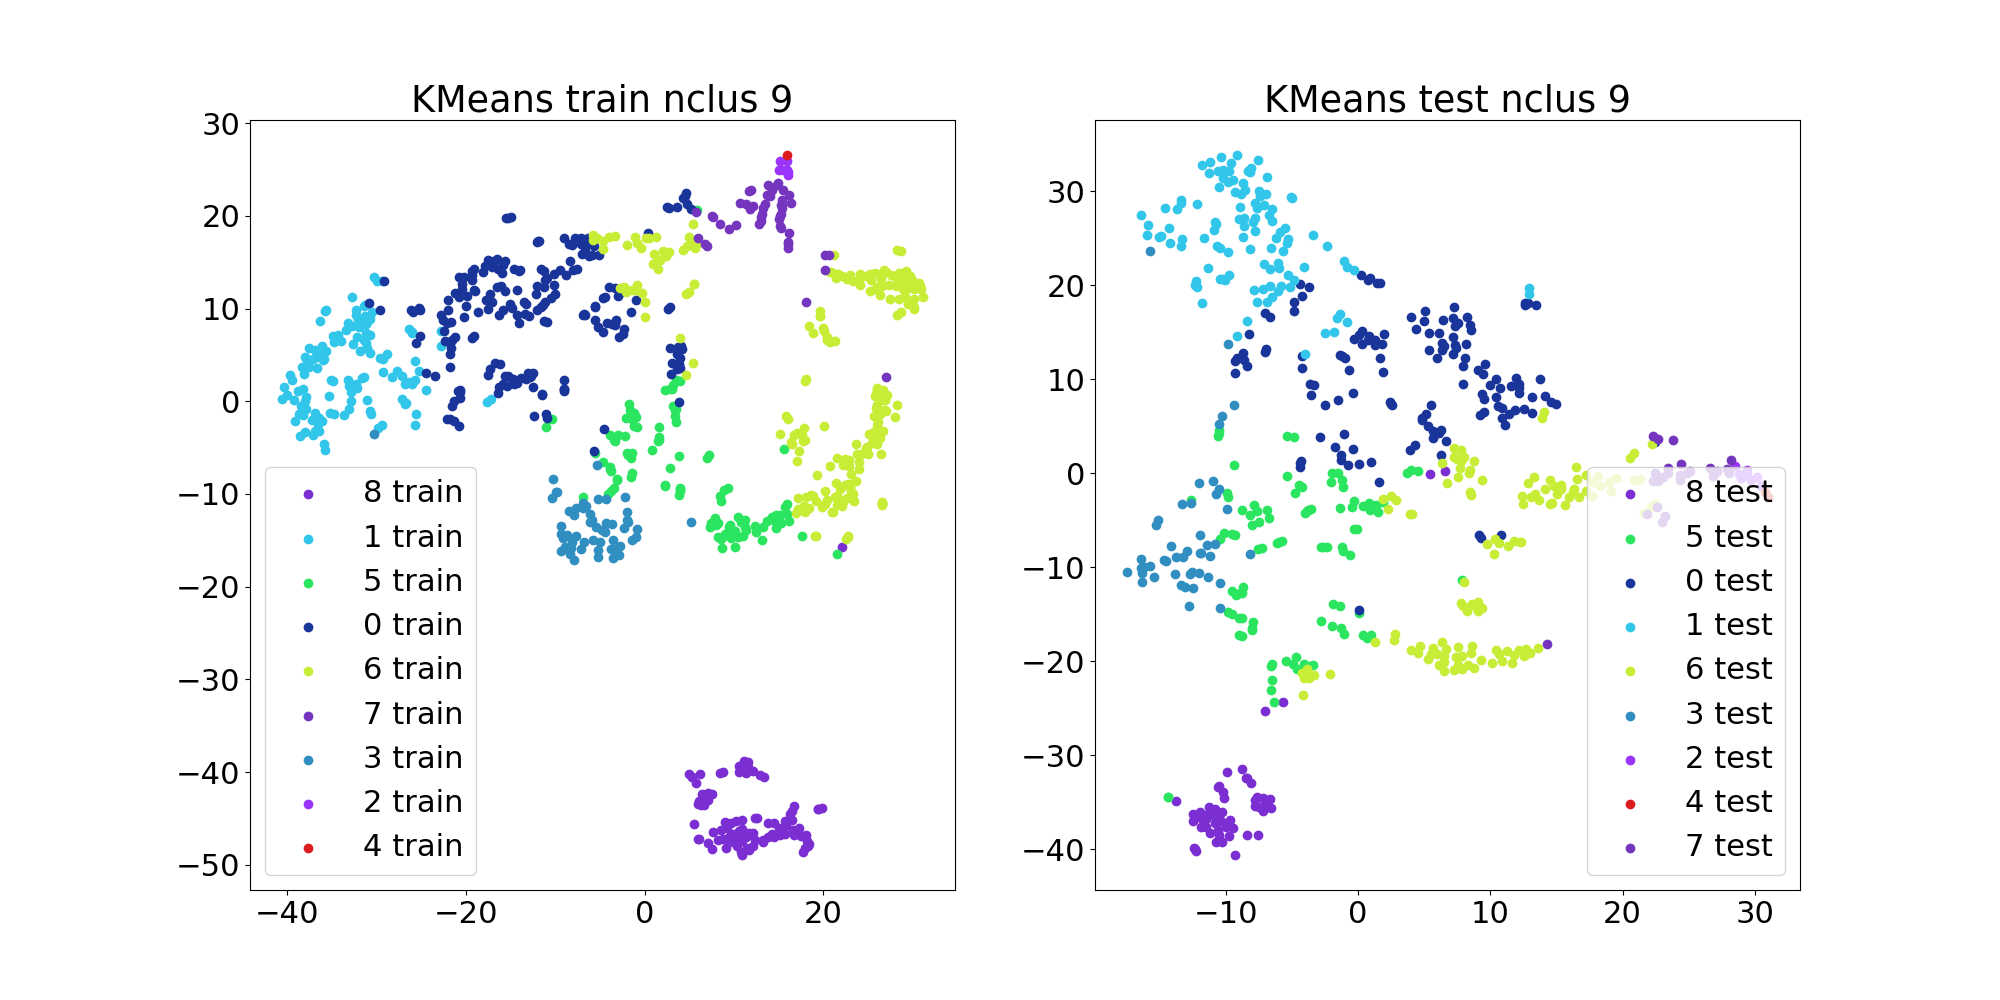 KMeans train nclus 9
30
20
10
0
−10
−20
−30
−40
−50
−40
−20
0
20
8 train
1 train
5 train
0 train
6 train
7 train
3 train
2 train
4 train
KMeans test nclus 9
30
20
10
0
−10
−20
−30
−40
−10
0
10
20
30
8 test
5 test
0 test
1 test
6 test
3 test
2 test
4 test
7 test